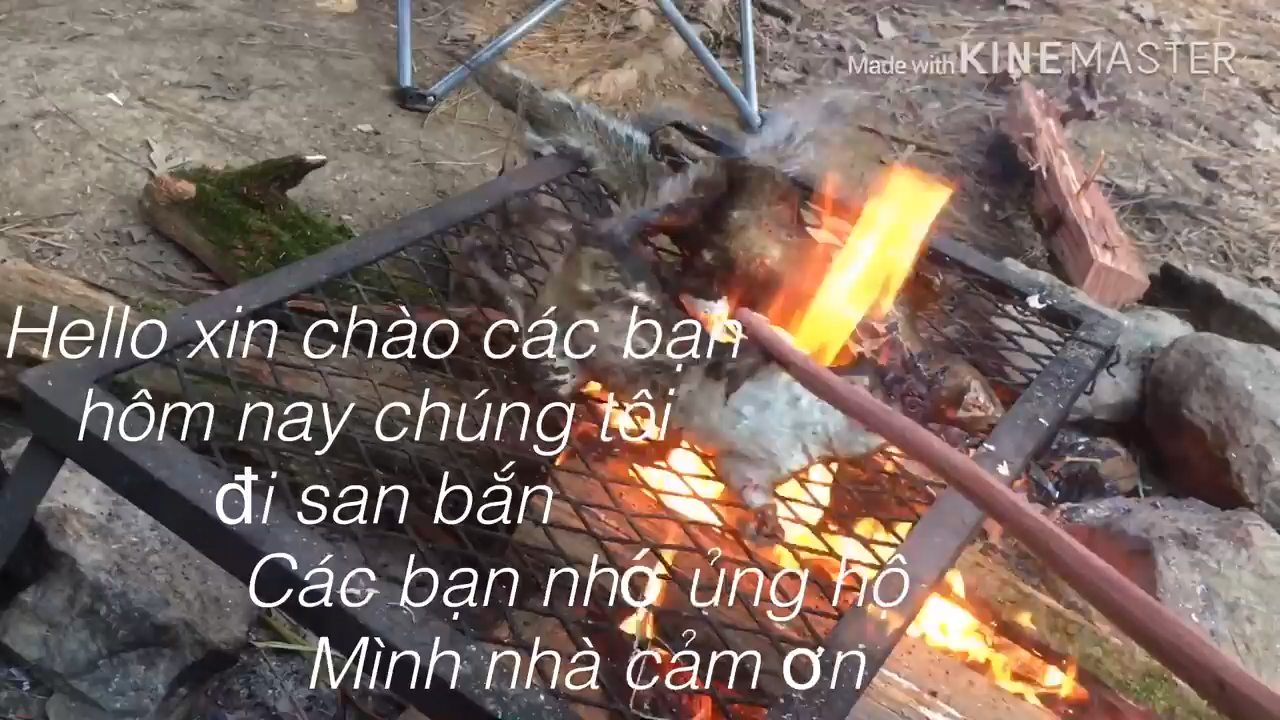 Made with KINEMASTER
Hello xin chào các bạn
hôm nay chúng tôi
đi san bắn
Các bạn nhớ ủng hộ
Mình nhà cảm ơn